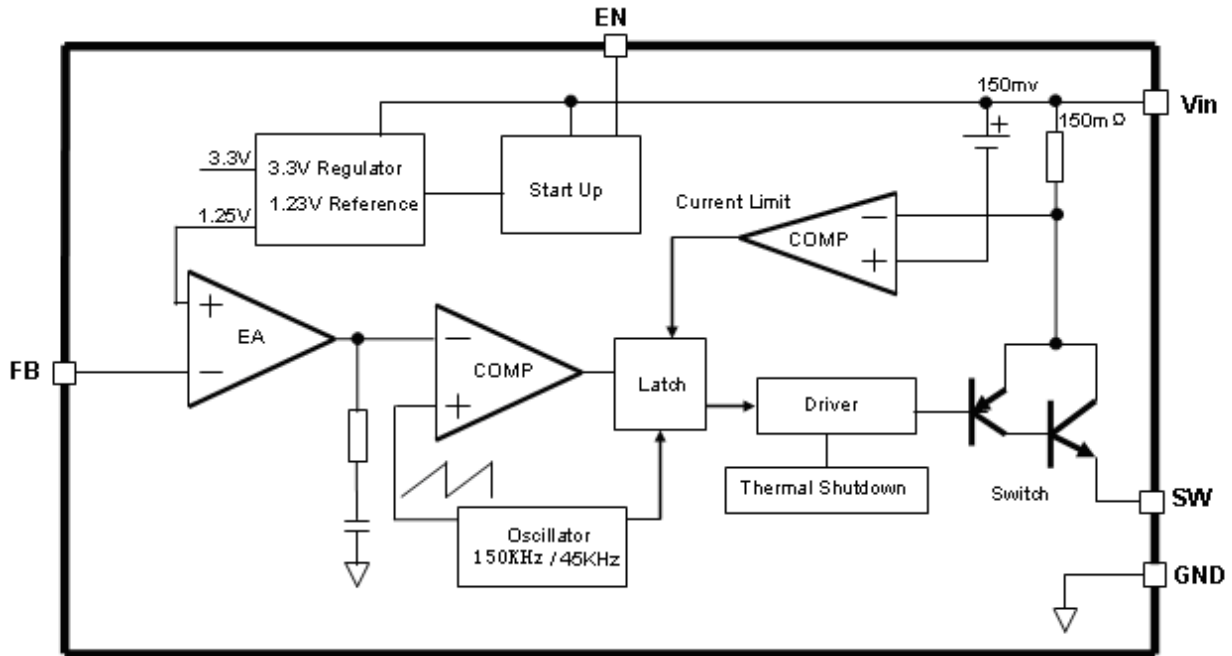 EN
150mv
Vin
+
150mΩ
3.3V
3.3V Regulator
1.23V Reference
Start Up
1.25V
Current Limit
−
COMP
+
+
EA
−
FB
−
COMP
+
Latch
Driver
Thermal Shutdown
Switch
SW
Oscillator
150KHz / 45KHz
GND